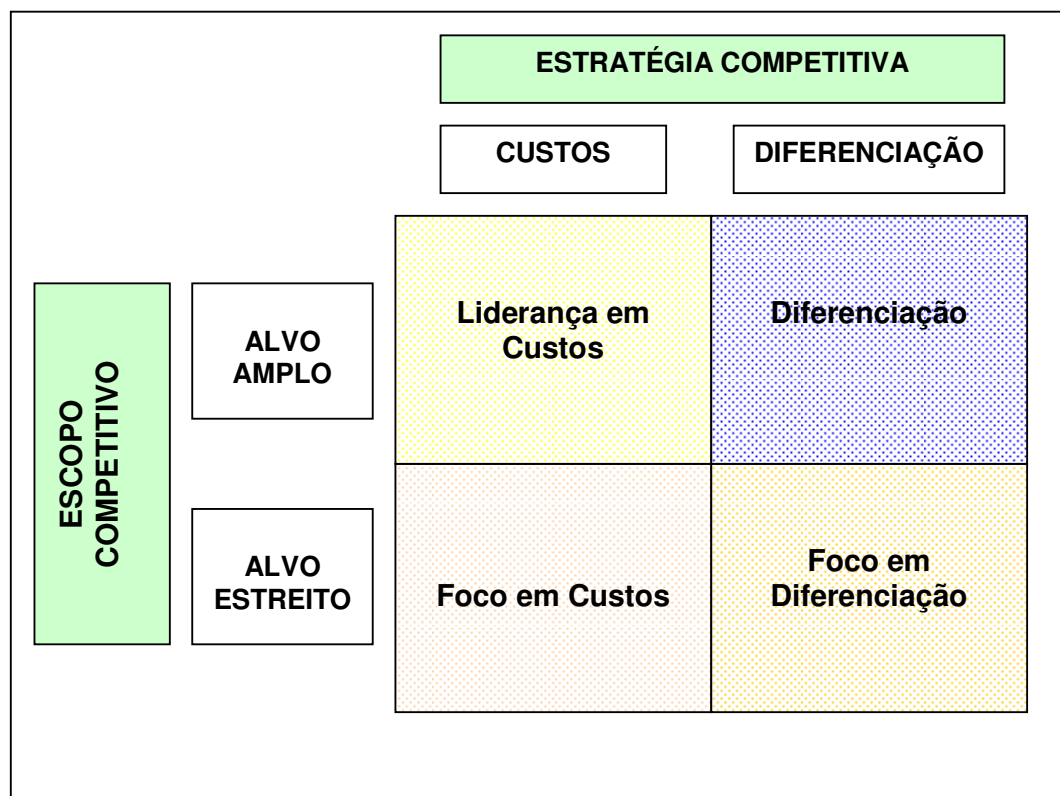 ESTRATÉGIA COMPETITIVA
CUSTOS
DIFERENCIAÇÃO
ESCOPO
COMPETITIVO
ALVO
AMPLO
Liderança em
Custos
Diferenciação
ALVO
ESTREITO
Foco em Custos
Foco em
Diferenciação